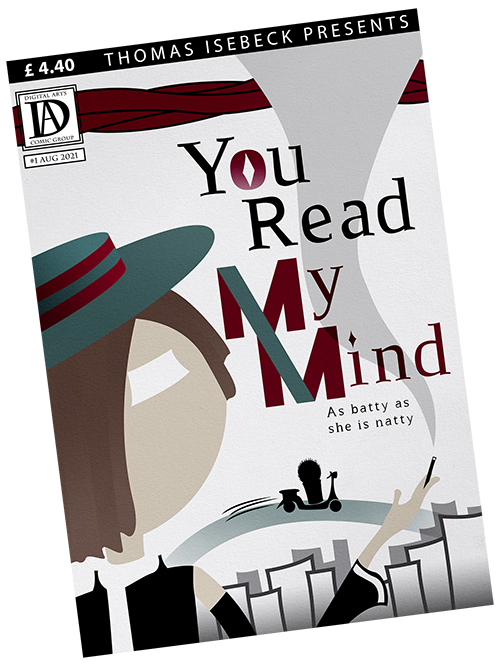 £ 4.40 THOMAS ISEBECK PRESENTS
DIGITAL ARTS
DA
COMIC GROUP
#1 AUG 2021
You
Read
My
Mind
As batty as
she is natty